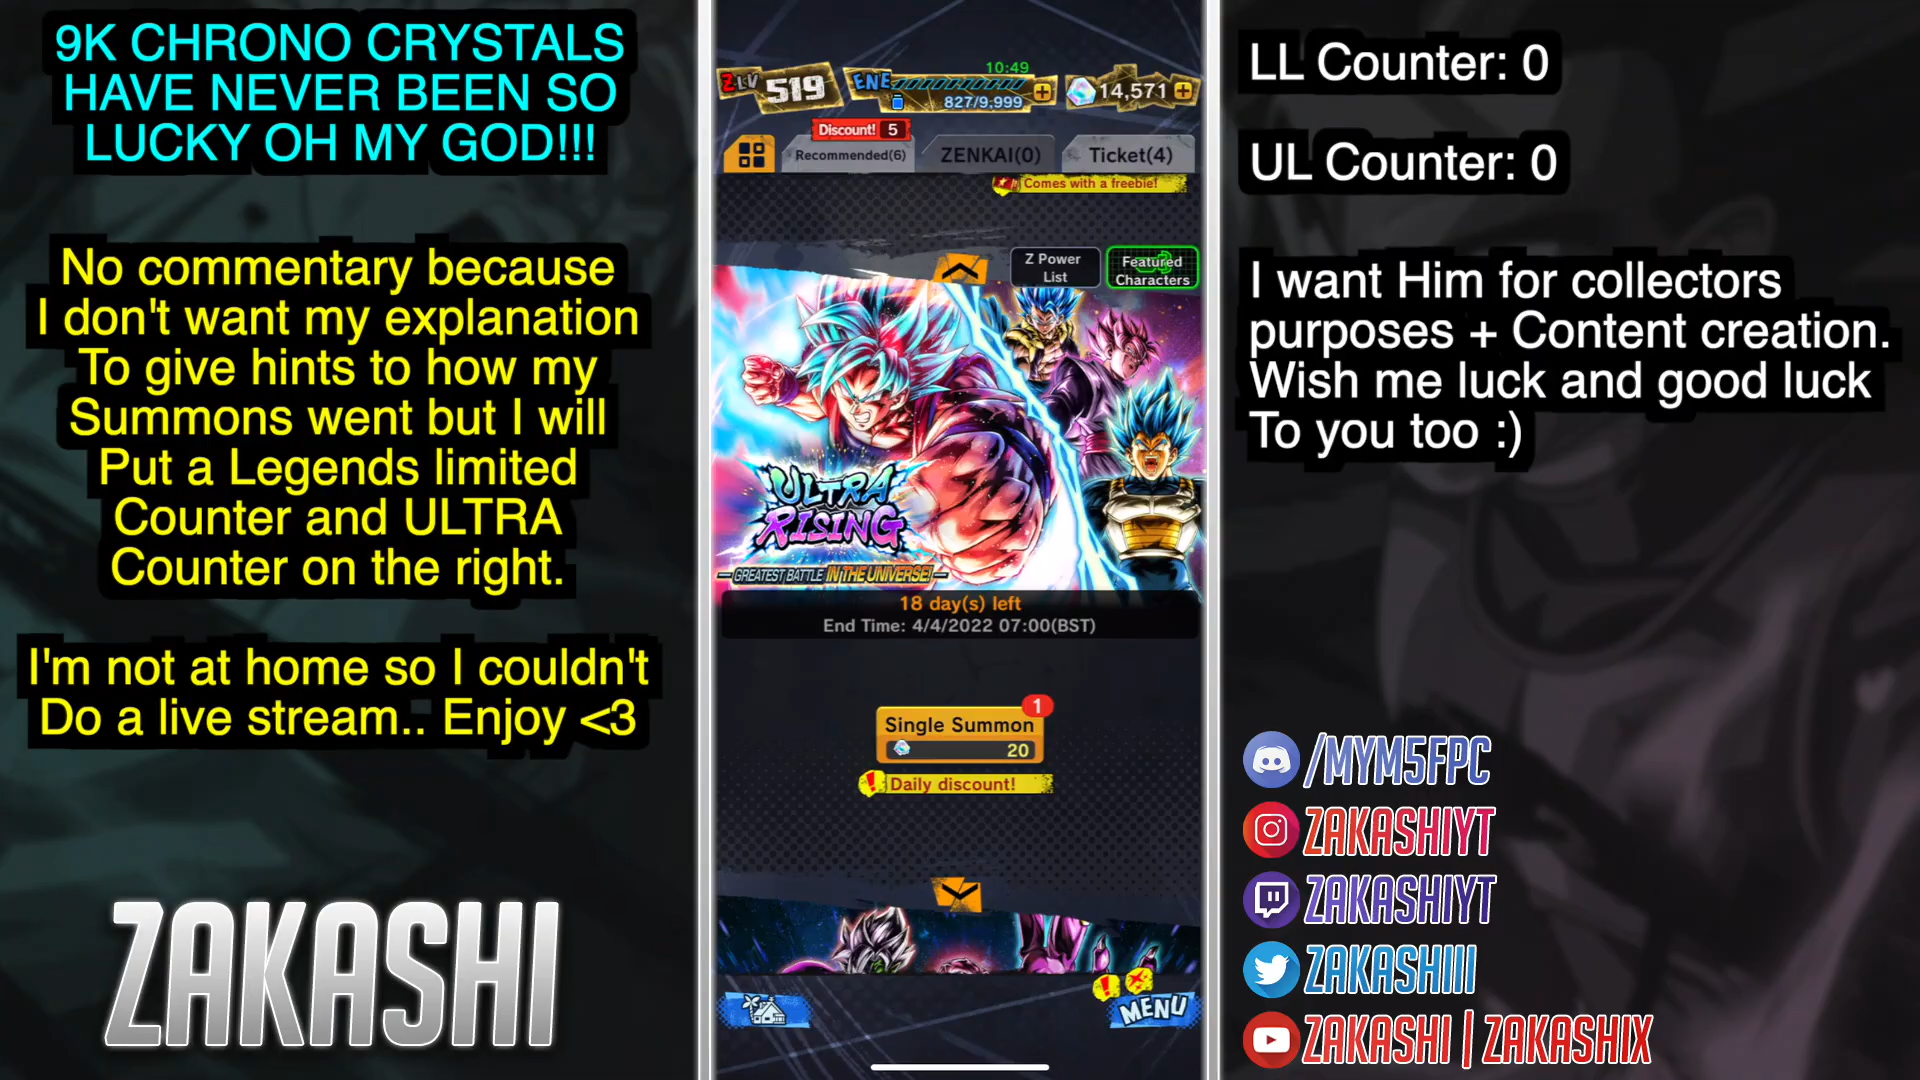 9K CHRONO CRYSTALS
HAVE NEVER BEEN SO
LUCKY OH MY GOD!!!
No commentary because
I don't want my explanation
To give hints to how my
Summons went but I will
Put a Legends limited
Counter and ULTRA
Counter on the right.
I'm not at home so I couldn't
Do a live stream.. Enjoy <3
ZAKASHI
10:49
ZLV 519
ENE 827/9,999
14,571
Discount! 5
Recommended(6)
ZENKAI(0)
Ticket(4)
Comes with a freebie!
Z Power
List
Featured
Characters
ULTRA
RISING
GREATEST BATTLE IN THE UNIVERSE!
18 day(s) left
End Time: 4/4/2022 07:00(BST)
1
Single Summon
20
! Daily discount!
!
MENU
LL Counter: 0
UL Counter: 0
I want Him for collectors
purposes + Content creation.
Wish me luck and good luck
To you too :)
/MYM5FPC
ZAKASHIYT
ZAKASHIYT
ZAKASHIII
ZAKASHI | ZAKASHIX